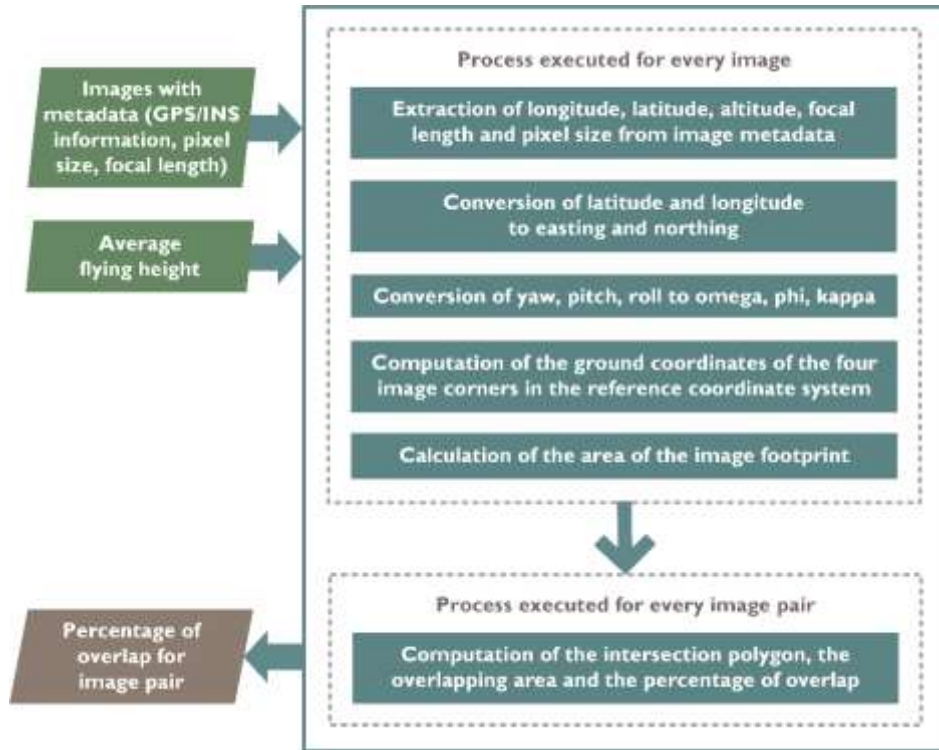 Images with
metadata (GPS/INS
information, pixel
size, focal length)
Average
flying height
Process executed for every image
Extraction of longitude, latitude, altitude, focal
length and pixel size from image metadata
Conversion of latitude and longitude
to easting and northing
Conversion of yaw, pitch, roll to omega, phi, kappa
Computation of the ground coordinates of the four
image corners in the reference coordinate system
Calculation of the area of the image footprint
Process executed for every image pair
Computation of the intersection polygon, the
overlapping area and the percentage of overlap
Percentage of
overlap for
image pair